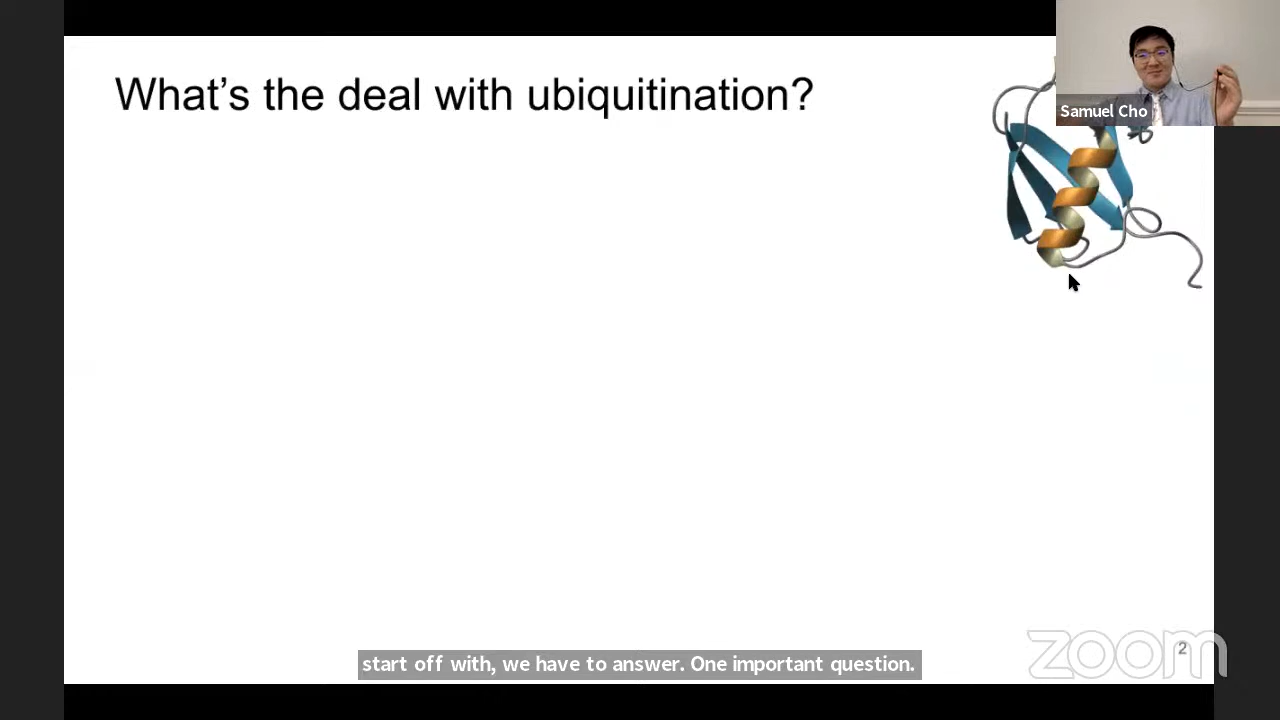 What's the deal with ubiquitination?
Samuel Cho
start off with, we have to answer. One important question.
zoom
2